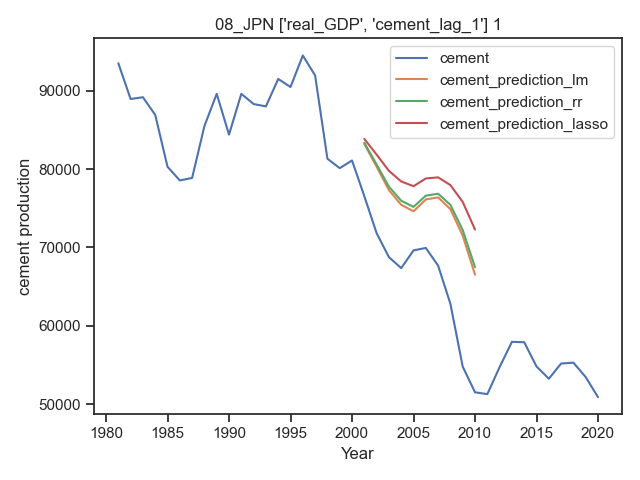 08_JPN ['real_GDP', 'cement_lag_1'] 1
cement
cement_prediction_lm
cement_prediction_rr
cement_prediction_lasso
cement production
90000
80000
70000
60000
50000
1980 1985 1990 1995 2000 2005 2010 2015 2020
Year